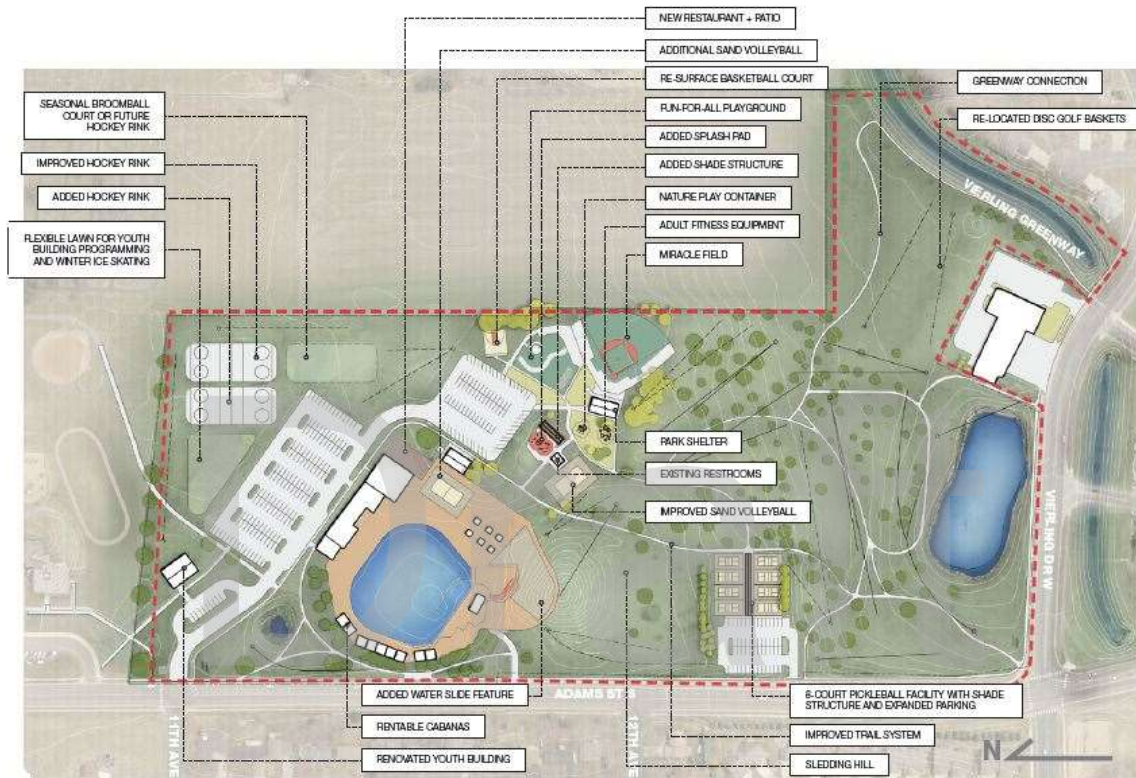 NEW RESTAURANT + PATIO
ADDITIONAL SAND VOLLEYBALL
RE-SURFACE BASKETBALL COURT
FUN-FOR-ALL PLAYGROUND
ADDED SPLASH PAD
ADDED SHADE STRUCTURE
NATURE PLAY CONTAINER
ADULT FITNESS EQUIPMENT
MIRACLE FIELD
GREENWAY CONNECTION
RE-LOCATED DISC GOLF BASKETS
SEASONAL BROOMBALL
COURT OR FUTURE
HOCKEY RINK
IMPROVED HOCKEY RINK
ADDED HOCKEY RINK
FLEXIBLE LAWN FOR YOUTH
BUILDING PROGRAMMING
AND WINTER ICE SKATING
VERLING GREENWAY
PARK SHELTER
EXISTING RESTROOMS
IMPROVED SAND VOLLEYBALL
VIERLING DR W
ADDED WATER SLIDE FEATURE
RENTABLE CABANAS
RENOVATED YOUTH BUILDING
ADAMS ST S
11TH AVE
12TH AVE
8-COURT PICKLEBALL FACILITY WITH SHADE
STRUCTURE AND EXPANDED PARKING
IMPROVED TRAIL SYSTEM
SLEDDING HILL
N